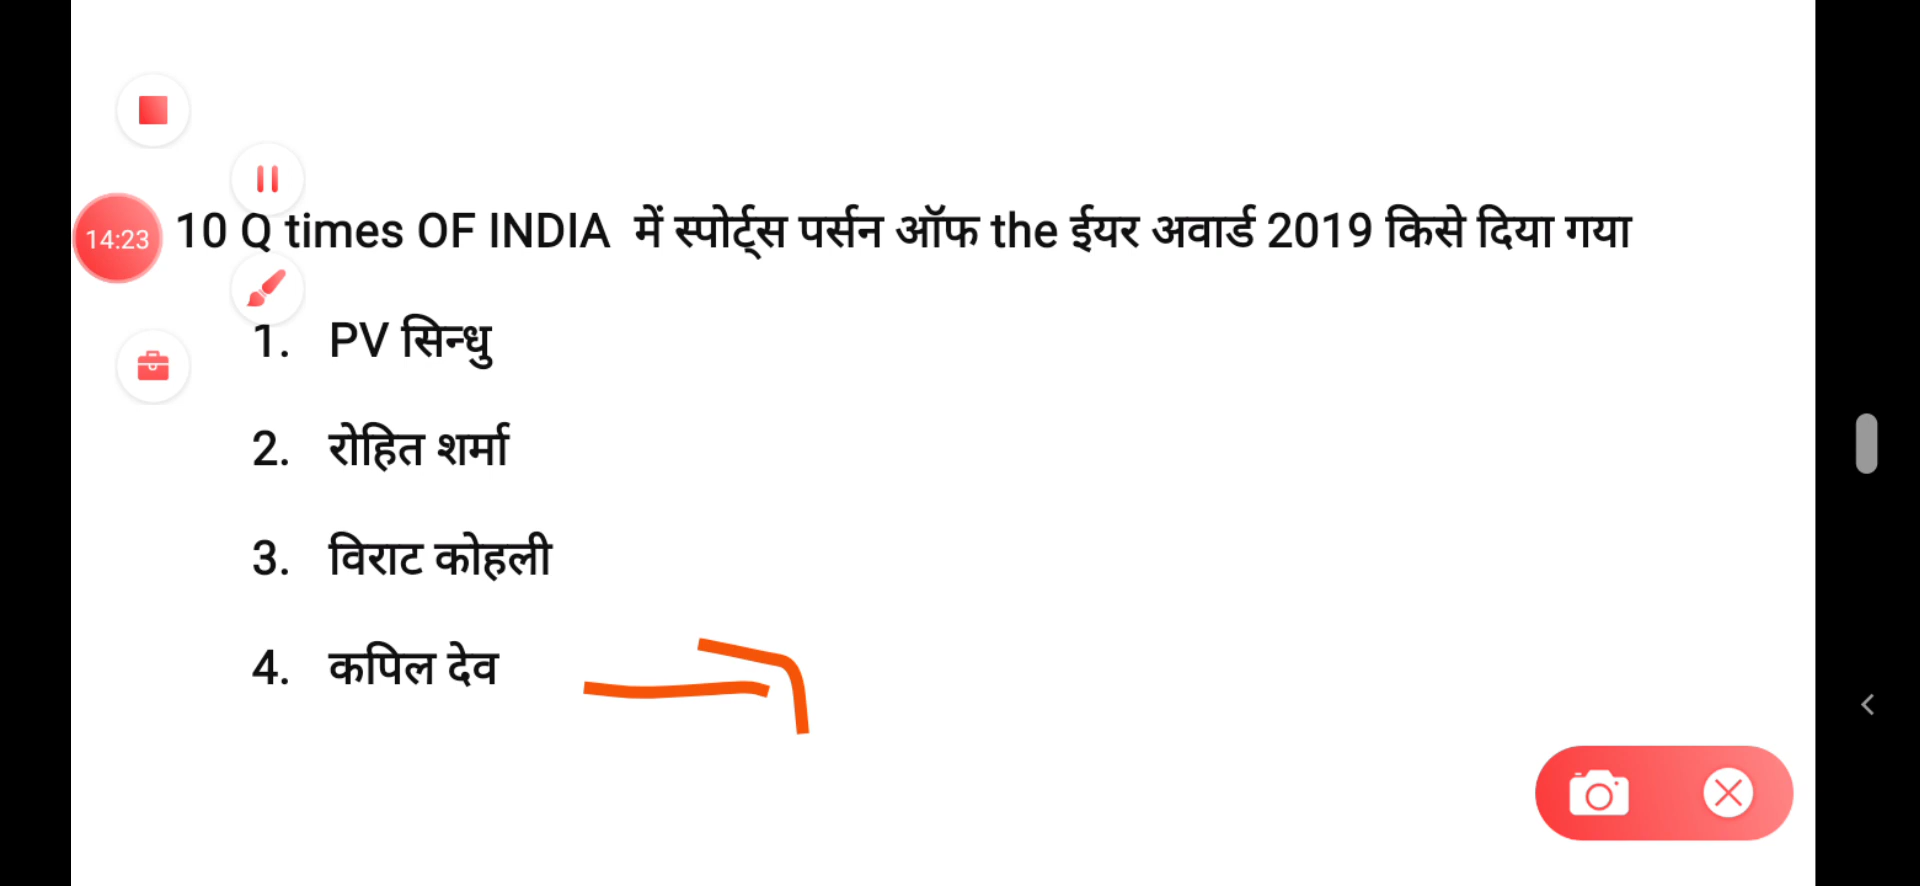 10 Q times OF INDIA में स्पोर्ट्स पर्सन ऑफ the ईयर अवार्ड 2019 किसे दिया गया
14:23
1. PV सिन्धु
2. रोहित शर्मा
3. विराट कोहली
4. कपिल देव